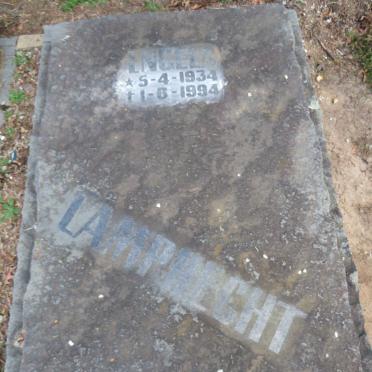 ENGEL
★ 5-4-1934
† 1-6-1994
LAMPRECHT